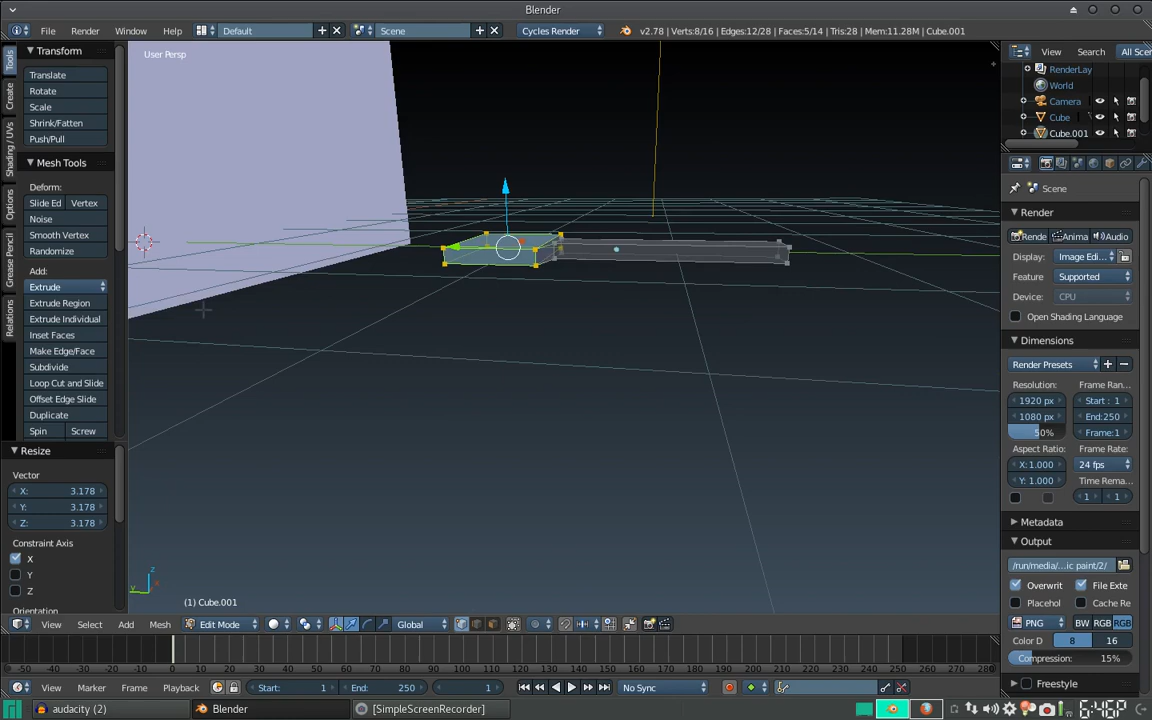 Blender
File Render Window Help Default Scene Cycles Render v2.78 | Verts:8/16 | Edges:12/28 | Faces:5/14 | Tris:28 | Mem:11.28M | Cube.001
Tools
Create
Shading / UVs
Options
Grease Pencil
Relations
Transform
Translate
Rotate
Scale
Shrink/Fatten
Push/Pull
Mesh Tools
Deform:
Slide Ed Vertex
Noise
Smooth Vertex
Randomize
Add:
Extrude
Extrude Region
Extrude Individual
Inset Faces
Make Edge/Face
Subdivide
Loop Cut and Slide
Offset Edge Slide
Duplicate
Spin Screw
Resize
Vector
X: 3.178
Y: 3.178
Z: 3.178
Constraint Axis
X
Y
Z
Orientation
User Persp
z
y
(1) Cube.001
View Select Add Mesh Edit Mode Global
View Search All Sce
RenderLay
World
Camera
Cube
Cube.001
Scene
Render
Rende Anima Audio
Display: Image Edi...
Feature Supported
Device: CPU
Open Shading Language
Dimensions
Render Presets
Resolution: Frame Ran...
1920 px Start : 1
1080 px End:250
50% Frame:1
Aspect Ratio: Frame Rate:
X:1.000 24 fps
Y: 1.000 Time Rema...
1 1
Metadata
Output
/run/media/...ic paint/2/
Overwrit File Exte
Placehol Cache Re
PNG BW RGB RGB
Color D 8 16
Compression: 15%
Freestyle
-50 -40 -30 -20 -10 0 10 20 30 40 50 60 70 80 90 100 110 120 130 140 150 160 170 180 190 200 210 220 230 240 250 260 270 280
View Marker Frame Playback Start: 1 End: 250 1 No Sync
audacity (2) Blender [SimpleScreenRecorder] 6:46P